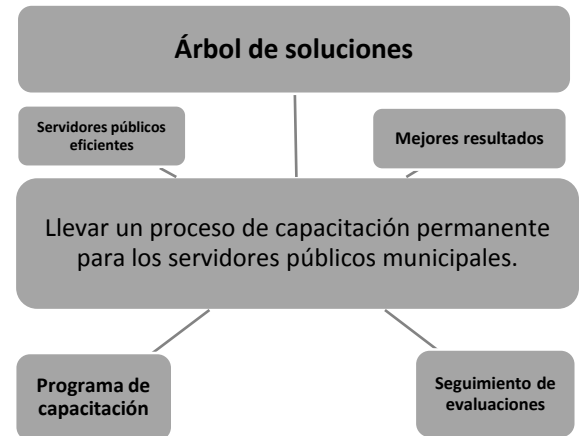 Árbol de soluciones
Servidores públicos
eficientes
Mejores resultados
Llevar un proceso de capacitación permanente
para los servidores públicos municipales.
Programa de
capacitación
Seguimiento de
evaluaciones